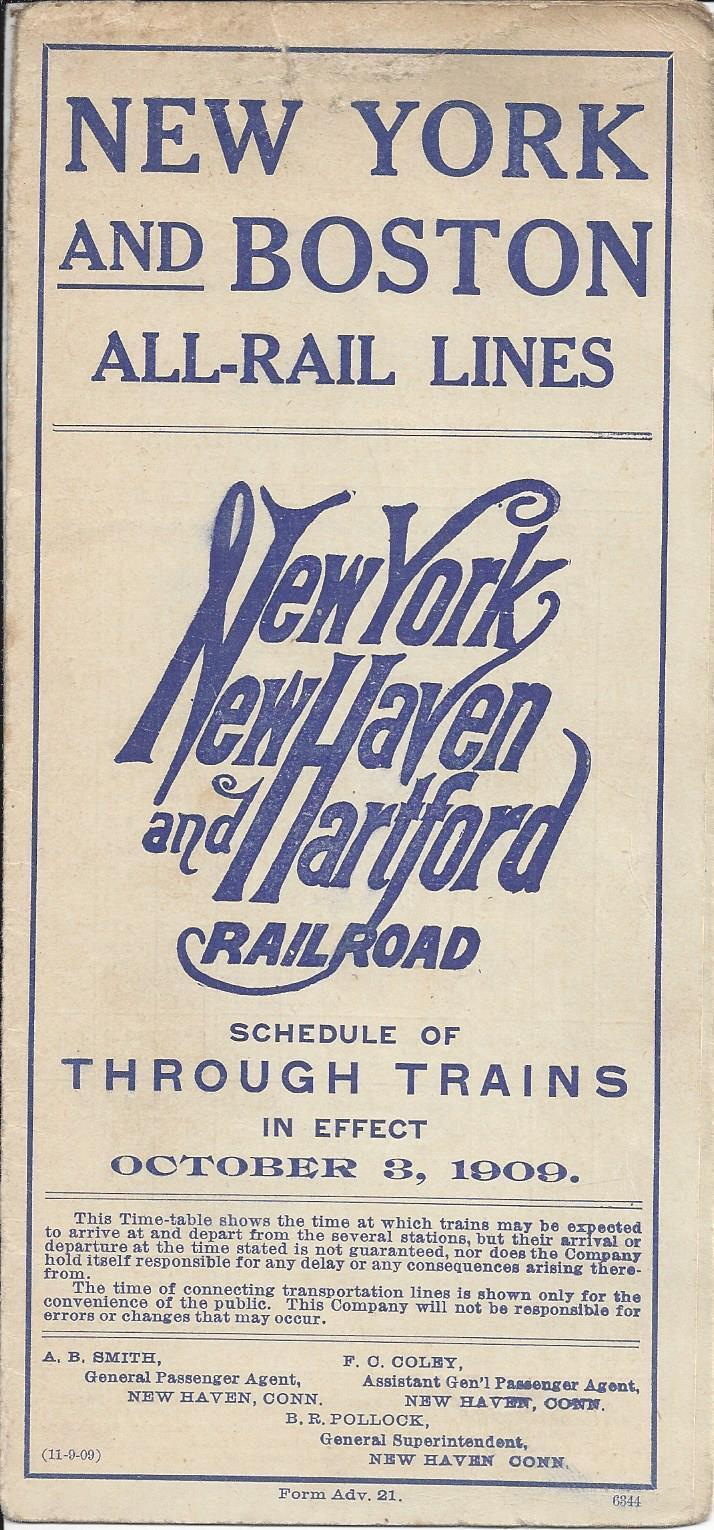 NEW YORK
AND BOSTON
ALL-RAIL LINES
New York
New Haven
and Hartford
RAILROAD
SCHEDULE OF
THROUGH TRAINS
IN EFFECT
OCTOBER 3, 1909.
This Time-table shows the time at which trains may be expected
to arrive at and depart from the several stations, but their arrival or
departure at the time stated is not guaranteed, nor does the Company
hold itself responsible for any delay or any consequences arising there-
from.
The time of connecting transportation lines is shown only for the
convenience of the public. This Company will not be responsible for
errors or changes that may occur.
A. B. SMITH,
General Passenger Agent,
NEW HAVEN, CONN.
F. C. COLEY,
Assistant Gen'l Passenger Agent,
NEW HAVEN, CONN.
B. R. POLLOCK,
General Superintendent,
NEW HAVEN CONN.
(11-9-09)
Form Adv. 21.
6344